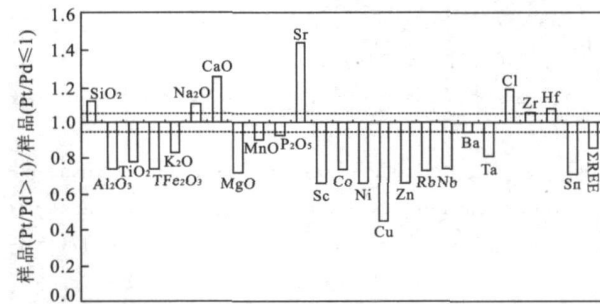 样品(Pt/Pd>1)/样品(Pt/Pd≤1)
1.6
1.4
1.2
1.0
0.8
0.6
0.4
0.2
0.0
SiO₂
Al₂O₃
TiO₂
TFe₂O₃
K₂O
Na₂O
CaO
MgO
MnO
P₂O₅
Sr
Sc
Co
Ni
Cu
Zn
Rb
Nb
Ba
Ta
Cl
Zr
Hf
Sn
ΣREE